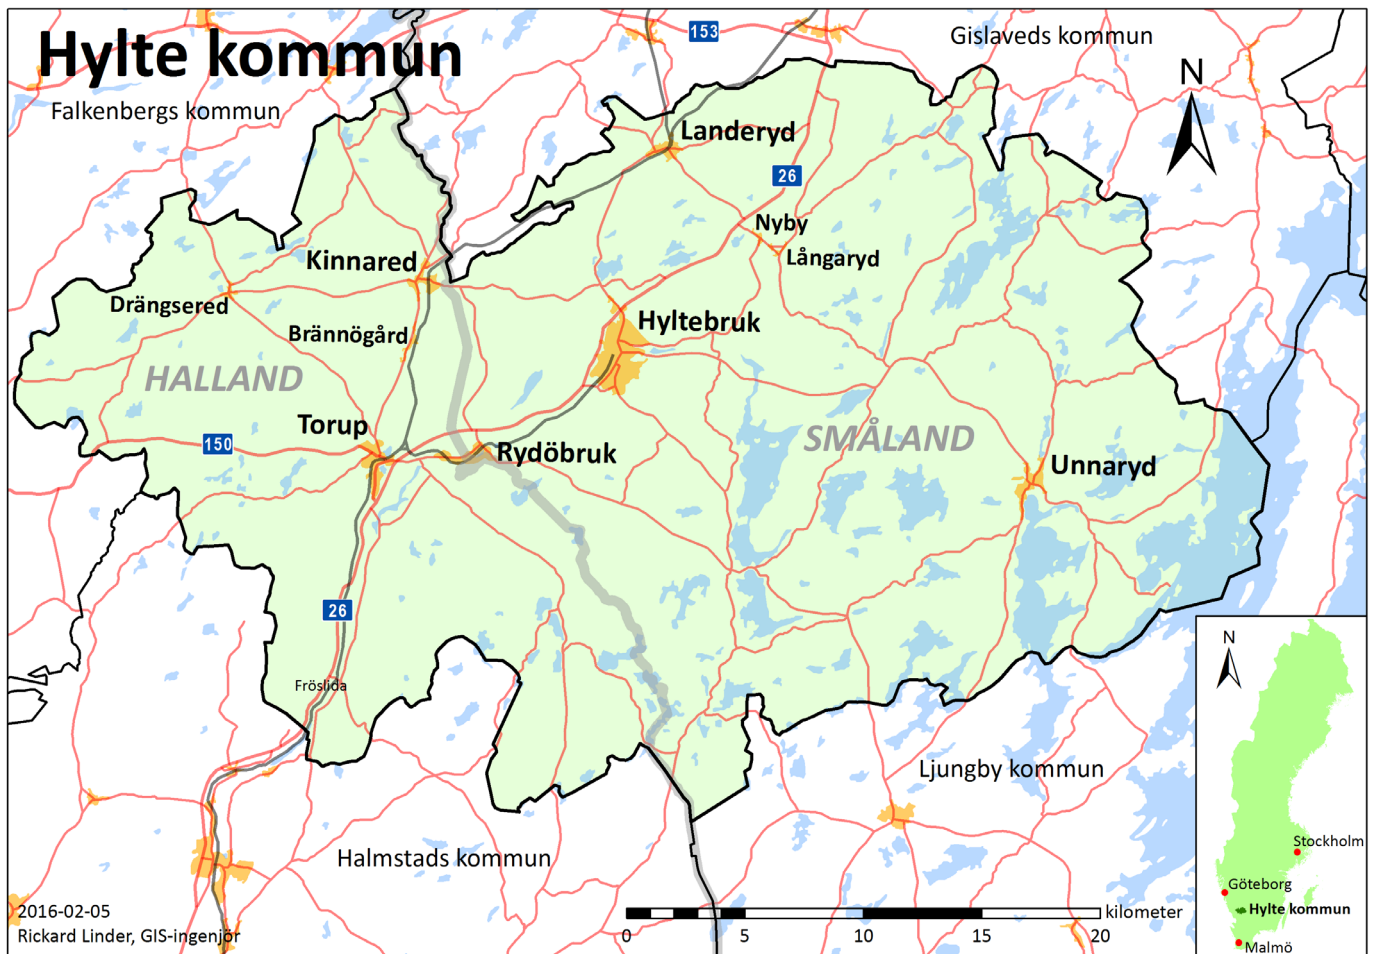 Hylte kommun
Falkenbergs kommun
153
Gislaveds kommun
N
Landeryd
26
Nyby
Långaryd
Kinnared
Drängsered
Brännögård
Hyltebruk
HALLAND
Torup
150
Rydöbruk
SMÅLAND
Unnaryd
26
Fröslida
Ljungby kommun
Halmstads kommun
2016-02-05
Rickard Linder, GIS-ingenjör
kilometer
0 5 10 15 20
N
Stockholm
Göteborg
Hylte kommun
Malmö